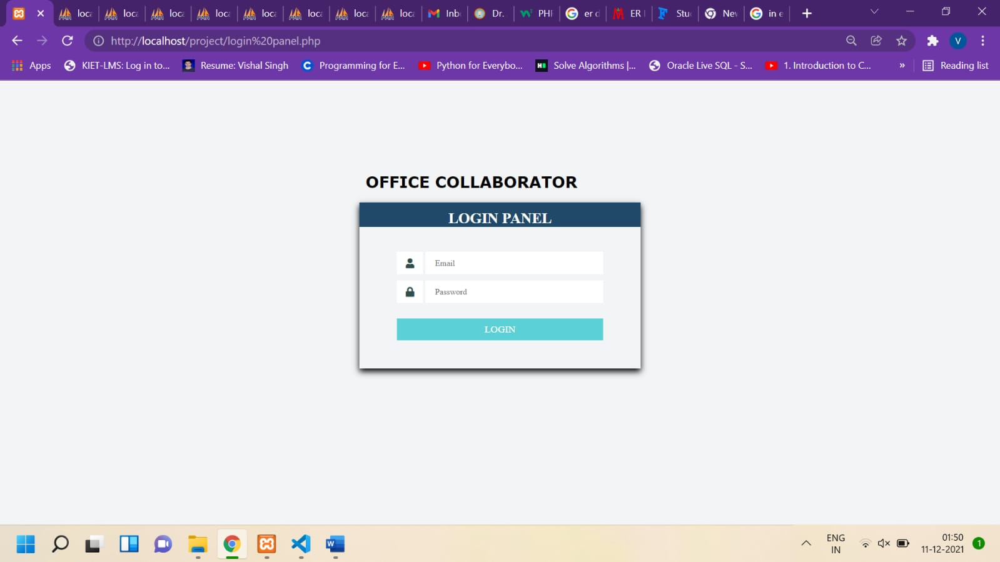 loca loca loca loca loca loca loca loca Inb Dr. PHP er d ER Stu Nev in e
http://localhost/project/login%20panel.php V
Apps KIET-LMS: Log in to... Resume: Vishal Singh Programming for E... Python for Everybo... Solve Algorithms |... Oracle Live SQL - S... 1. Introduction to C... » Reading list
OFFICE COLLABORATOR
LOGIN PANEL
Email
Password
LOGIN
ENG
IN
01:50
11-12-2021
1